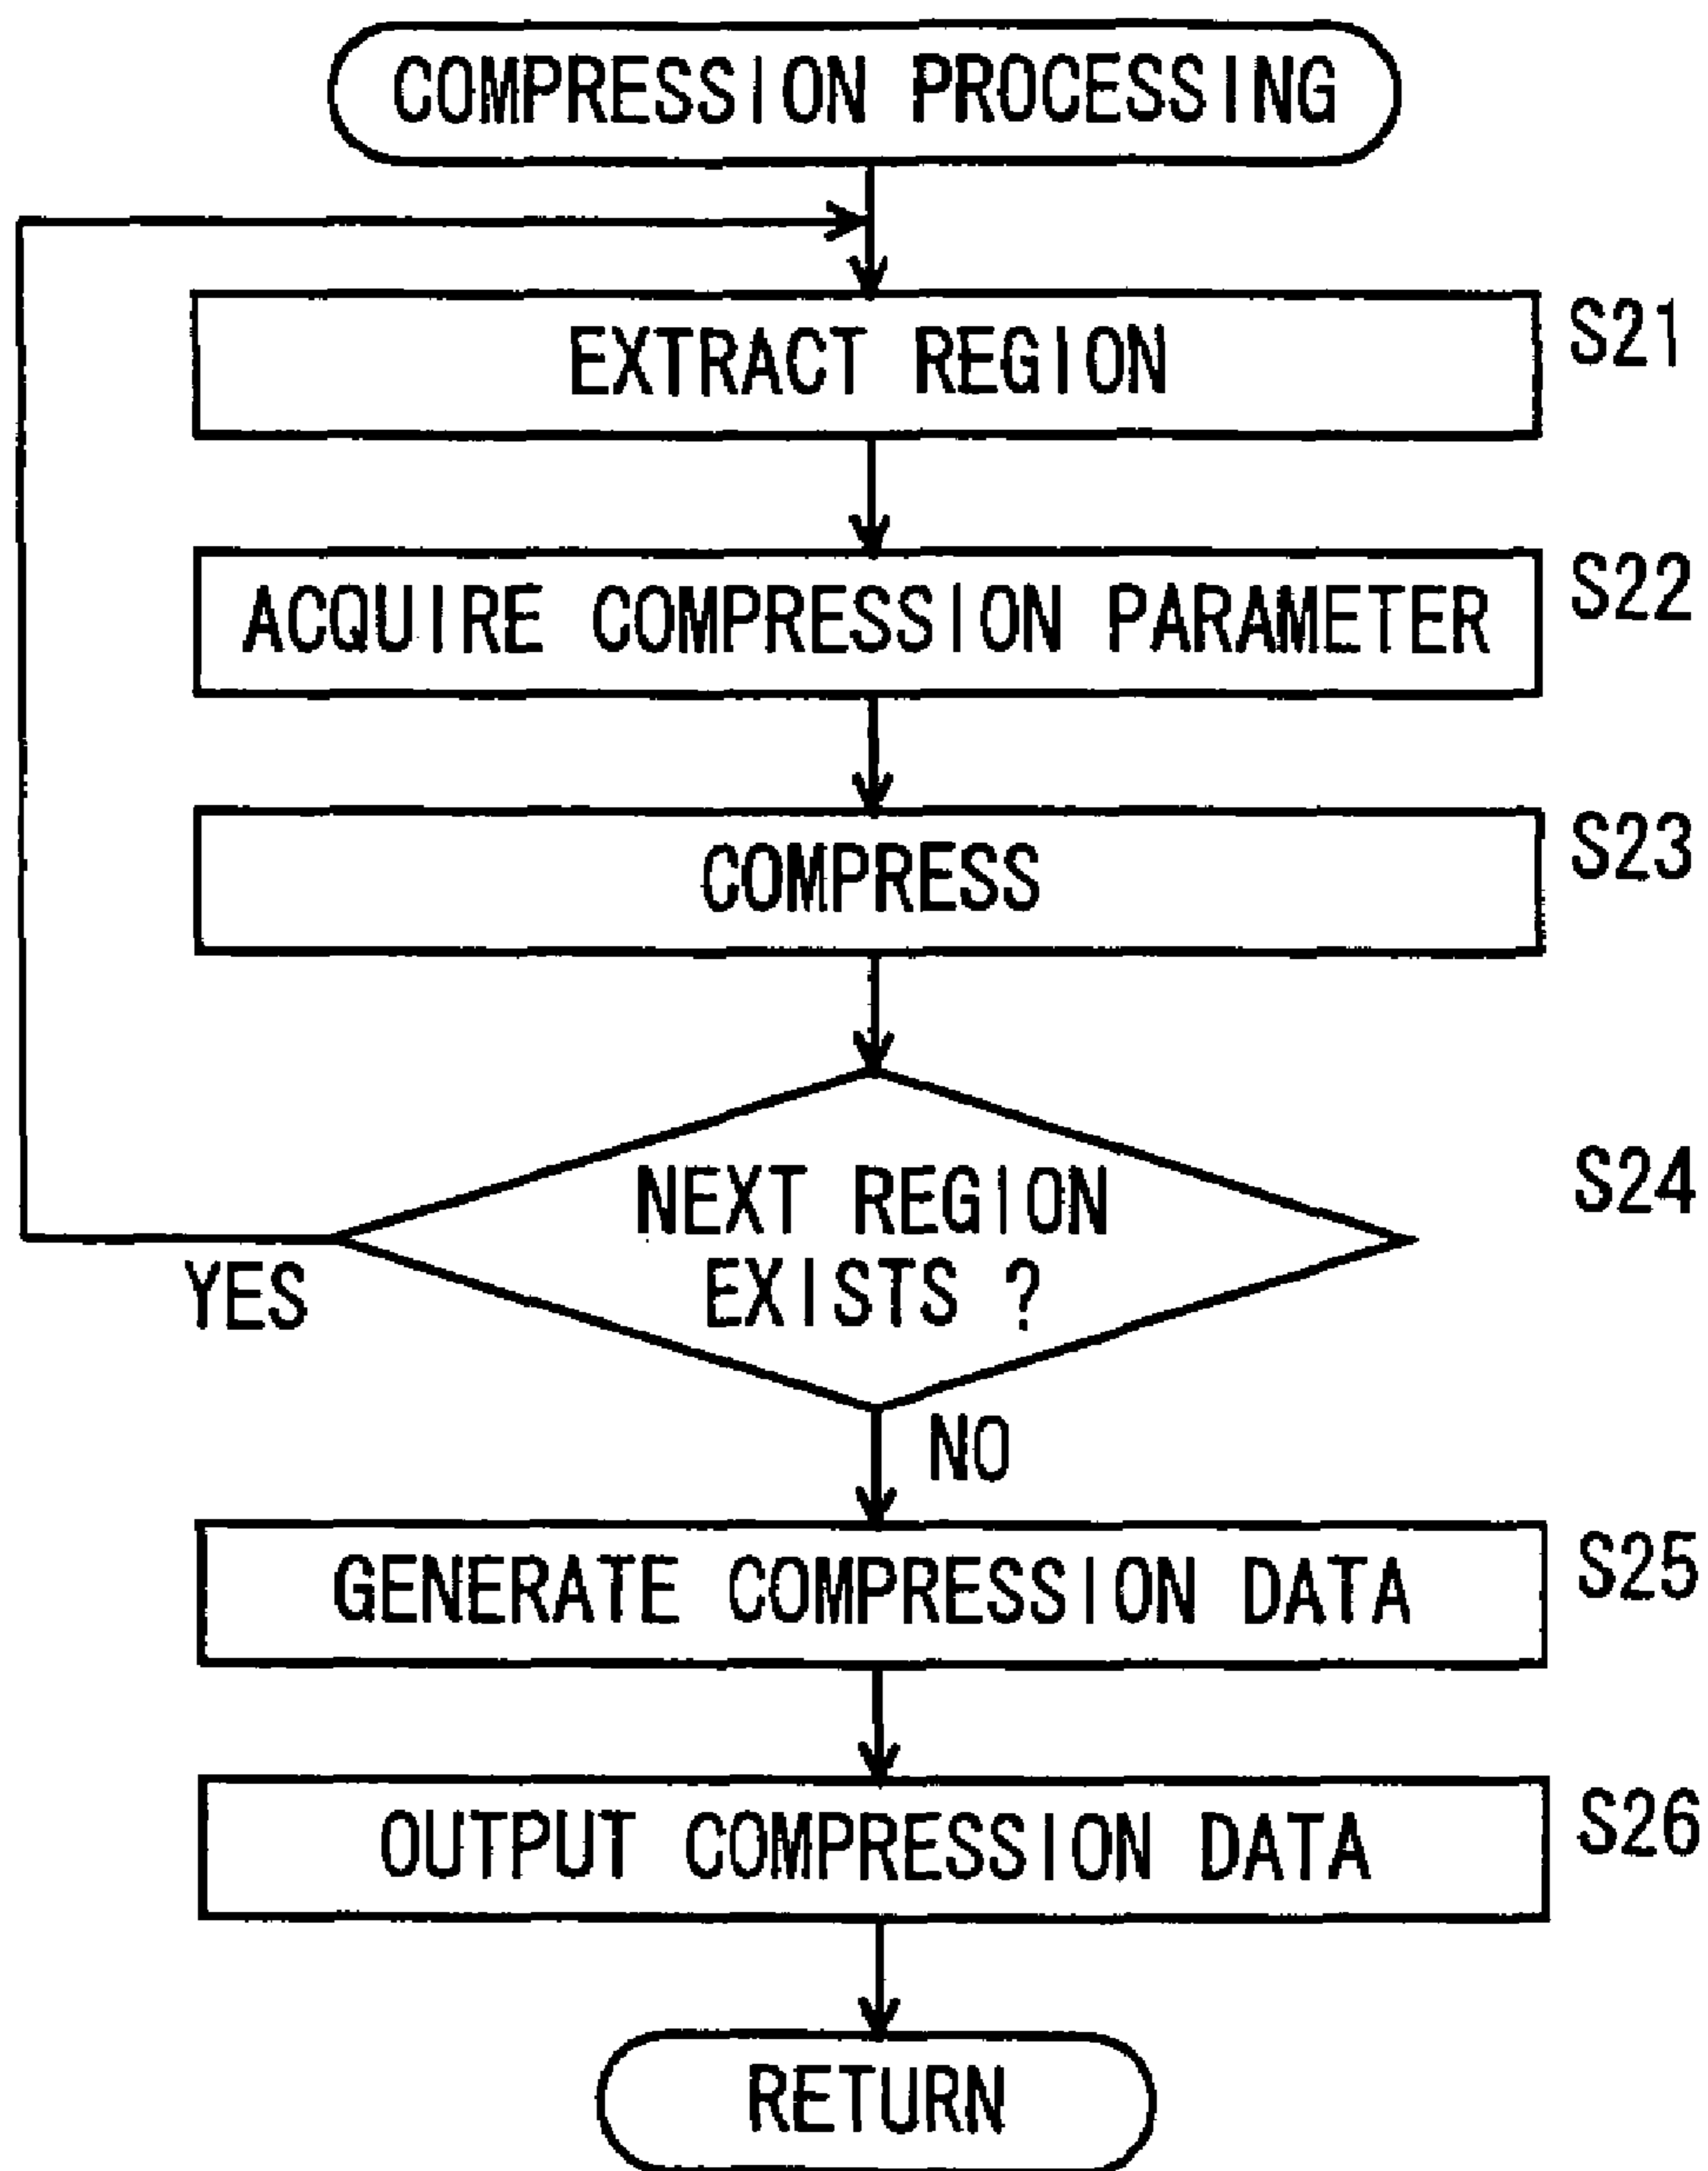 COMPRESSION PROCESSING
EXTRACT REGION
S21
ACQUIRE COMPRESSION PARAMETER
S22
COMPRESS
S23
NEXT REGION
EXISTS ?
S24
YES
NO
GENERATE COMPRESSION DATA
S25
OUTPUT COMPRESSION DATA
S26
RETURN